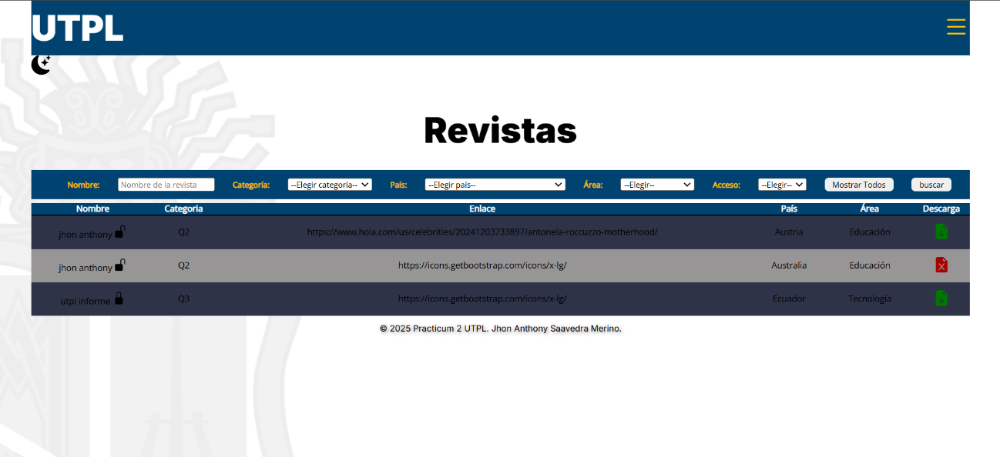 UTPL
Revistas
Nombre: Nombre de la revista Categoría: --Elegir categoría-- País: --Elegir país-- Área: --Elegir-- Acceso: --Elegir-- Mostrar Todos buscar
Nombre Categoria Enlace País Área Descarga
jhon anthony Q2 https://www.hola.com/us/celebrities/20241203733897/antonela-roccuzzo-motherhood/ Austria Educación
jhon anthony Q2 https://icons.getbootstrap.com/icons/x-lg/ Australia Educación
utpl informe Q3 https://icons.getbootstrap.com/icons/x-lg/ Ecuador Tecnología
© 2025 Practicum 2 UTPL. Jhon Anthony Saavedra Merino.